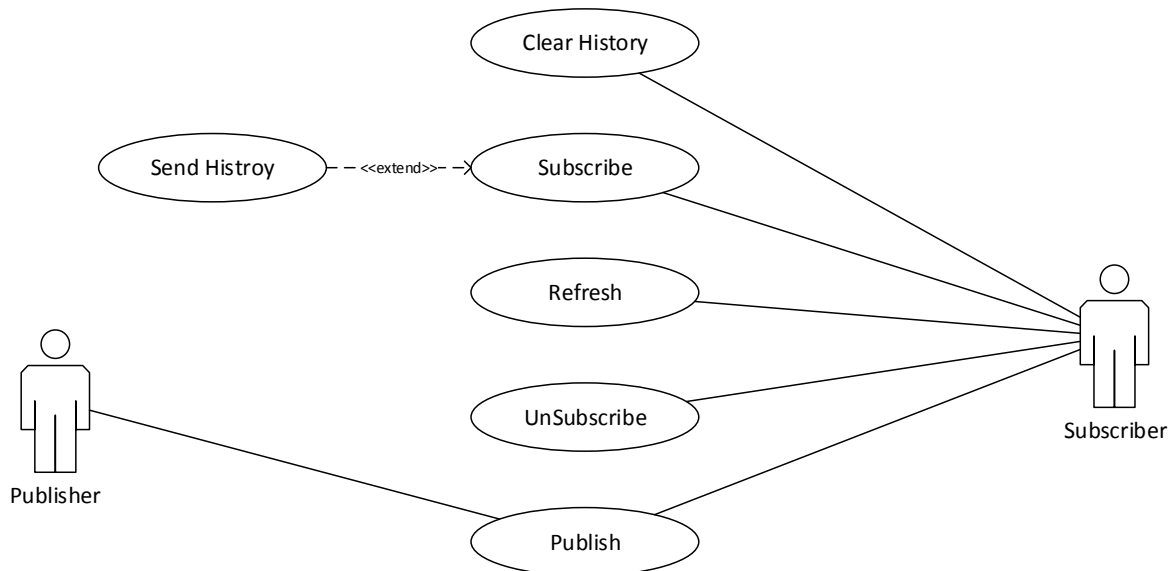 Clear History
Send Histroy
<<extend>>
Subscribe
Refresh
UnSubscribe
Subscriber
Publisher
Publish